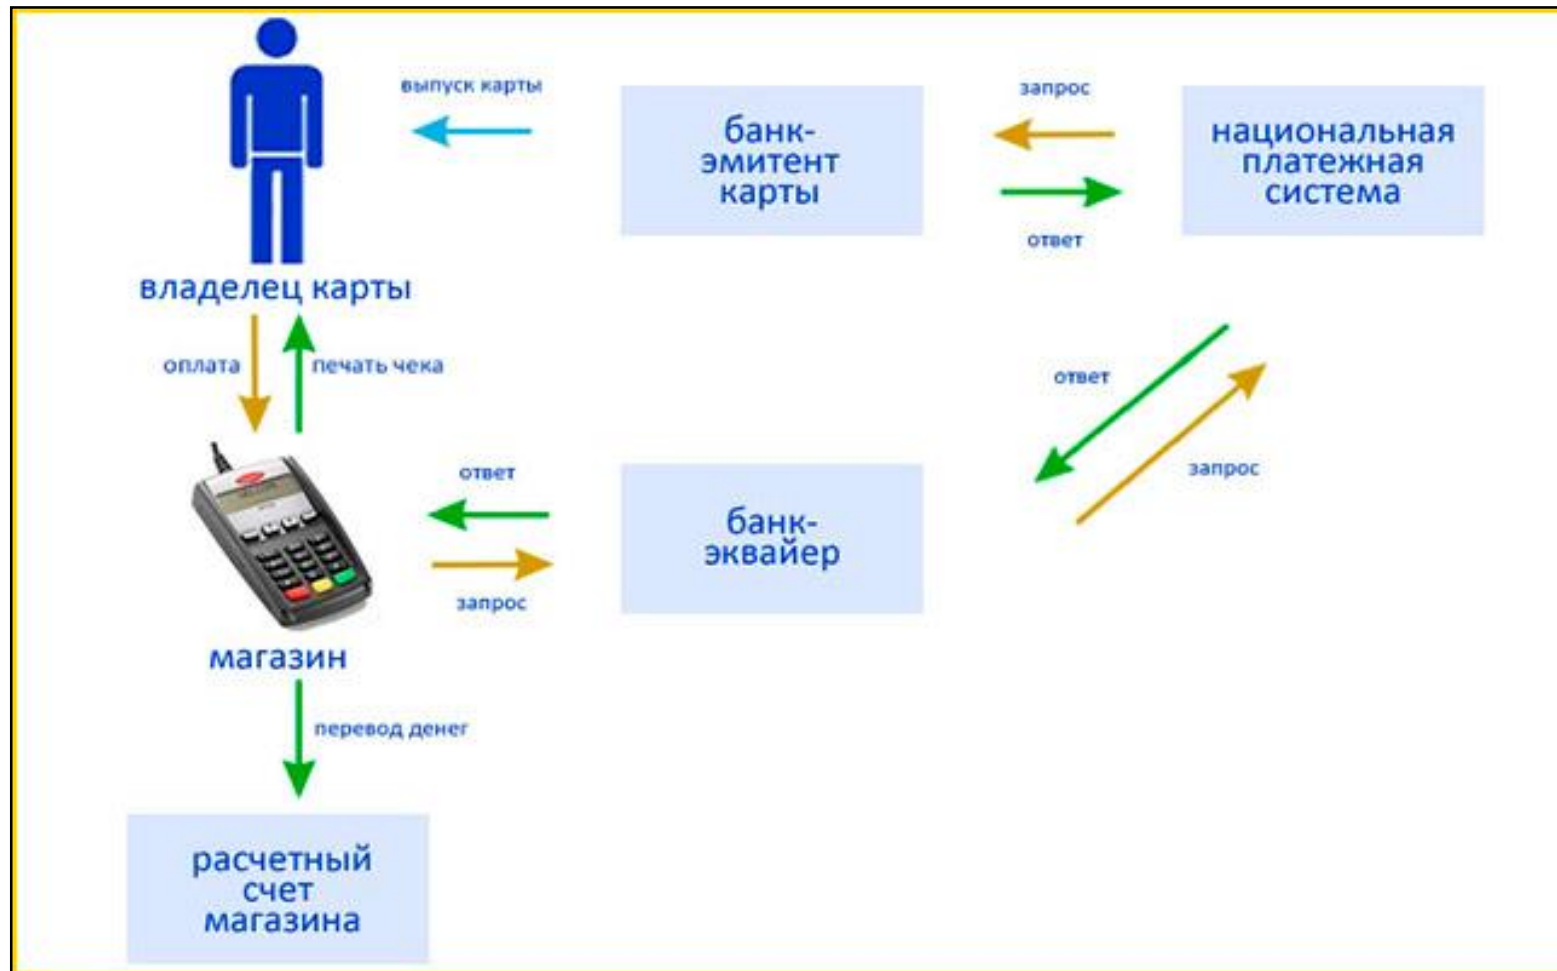 выпуск карты
банк-
эмитент
карты
запрос
ответ
национальная
платежная
система
владелец карты
оплата
печать чека
ответ
запрос
ответ
запрос
банк-
эквайер
магазин
перевод денег
расчетный
счет
магазина